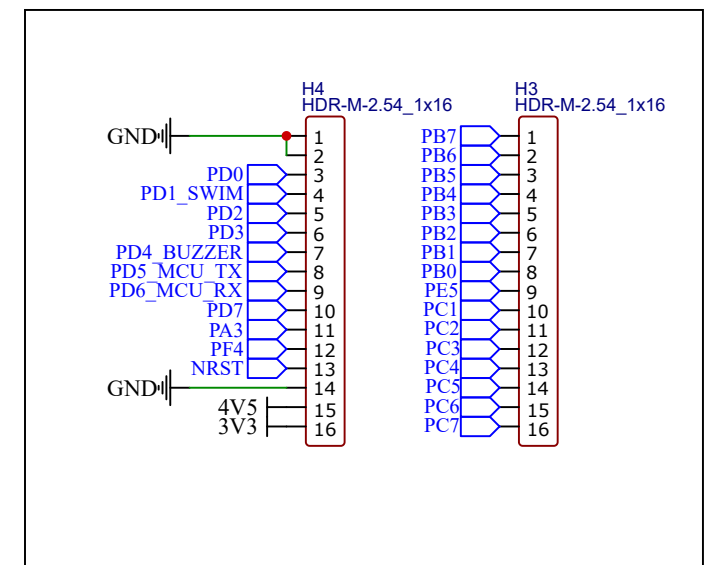 H4
HDR-M-2.54_1x16
GND
1
2
PD0 3
PD1_SWIM 4
PD2 5
PD3 6
PD4_BUZZER 7
PD5_MCU_TX 8
PD6_MCU_RX 9
PD7 10
PA3 11
PF4 12
NRST 13
GND 14
4V5 15
3V3 16
H3
HDR-M-2.54_1x16
PB7 1
PB6 2
PB5 3
PB4 4
PB3 5
PB2 6
PB1 7
PB0 8
PE5 9
PC1 10
PC2 11
PC3 12
PC4 13
PC5 14
PC6 15
PC7 16